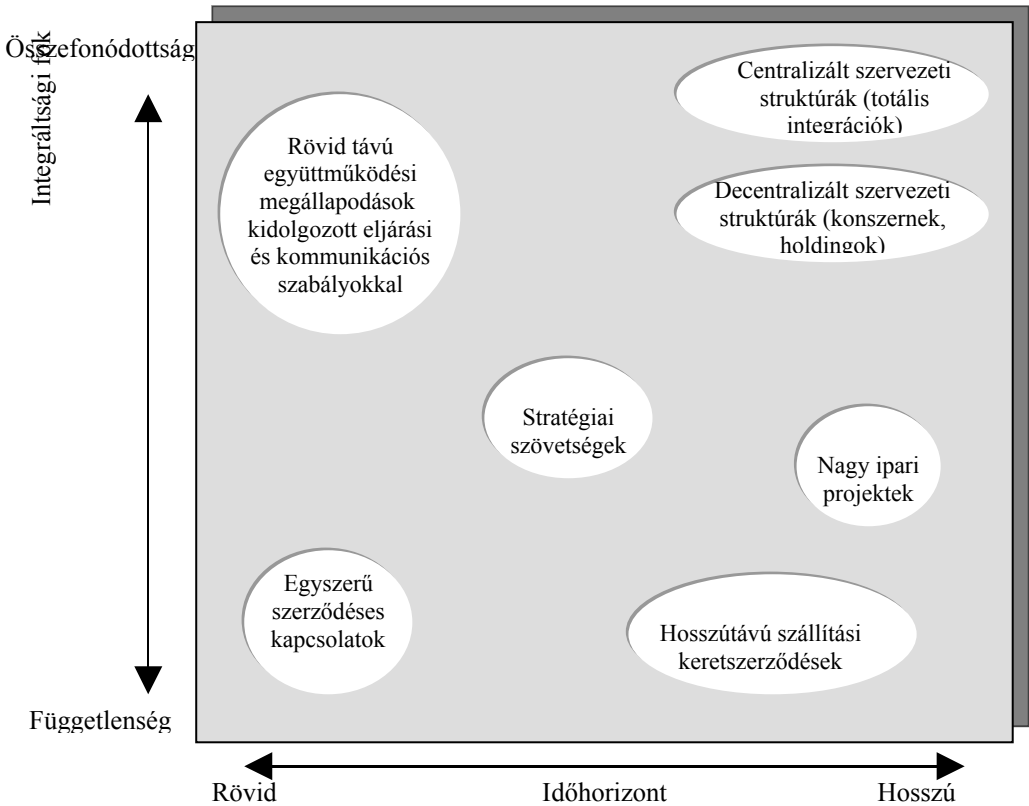 Összefonódottság
Integráltsági fok
Centralizált szervezeti
struktúrák (totális
integrációk)
Rövid távú
együttműködési
megállapodások
kidolgozott eljárási
és kommunikációs
szabályokkal
Decentralizált szervezeti
struktúrák (konszernek,
holdingok)
Stratégiai
szövetségek
Nagy ipari
projektek
Egyszerű
szerződéses
kapcsolatok
Hosszútávú szállítási
keretszerződések
Függetlenség
Rövid
Időhorizont
Hosszú